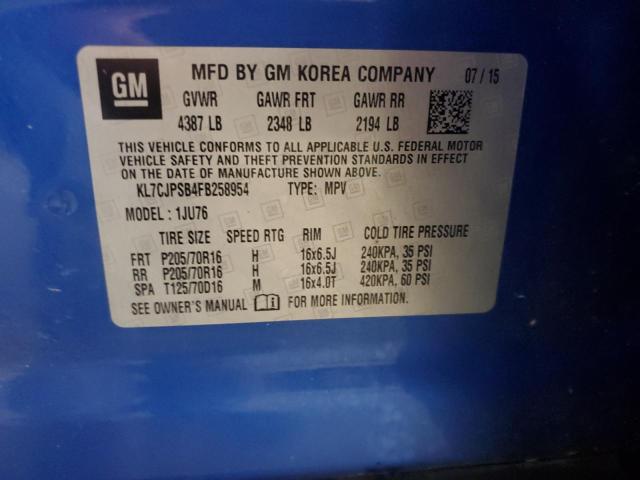 GM MFD BY GM KOREA COMPANY 07 / 15
GVWR GAWR FRT GAWR RR
4387 LB 2348 LB 2194 LB
THIS VEHICLE CONFORMS TO ALL APPLICABLE U.S. FEDERAL MOTOR
VEHICLE SAFETY AND THEFT PREVENTION STANDARDS IN EFFECT
ON THE DATE OF MANUFACTURE SHOWN ABOVE.
KL7CJPSB4FB258954 TYPE: MPV
MODEL: 1JU76
TIRE SIZE SPEED RTG RIM COLD TIRE PRESSURE
FRT P205/70R16 H 16x6.5J 240KPA, 35 PSI
RR P205/70R16 H 16x6.5J 240KPA, 35 PSI
SPA T125/70D16 M 16x4.0T 420KPA, 60 PSI
SEE OWNER'S MANUAL FOR MORE INFORMATION.